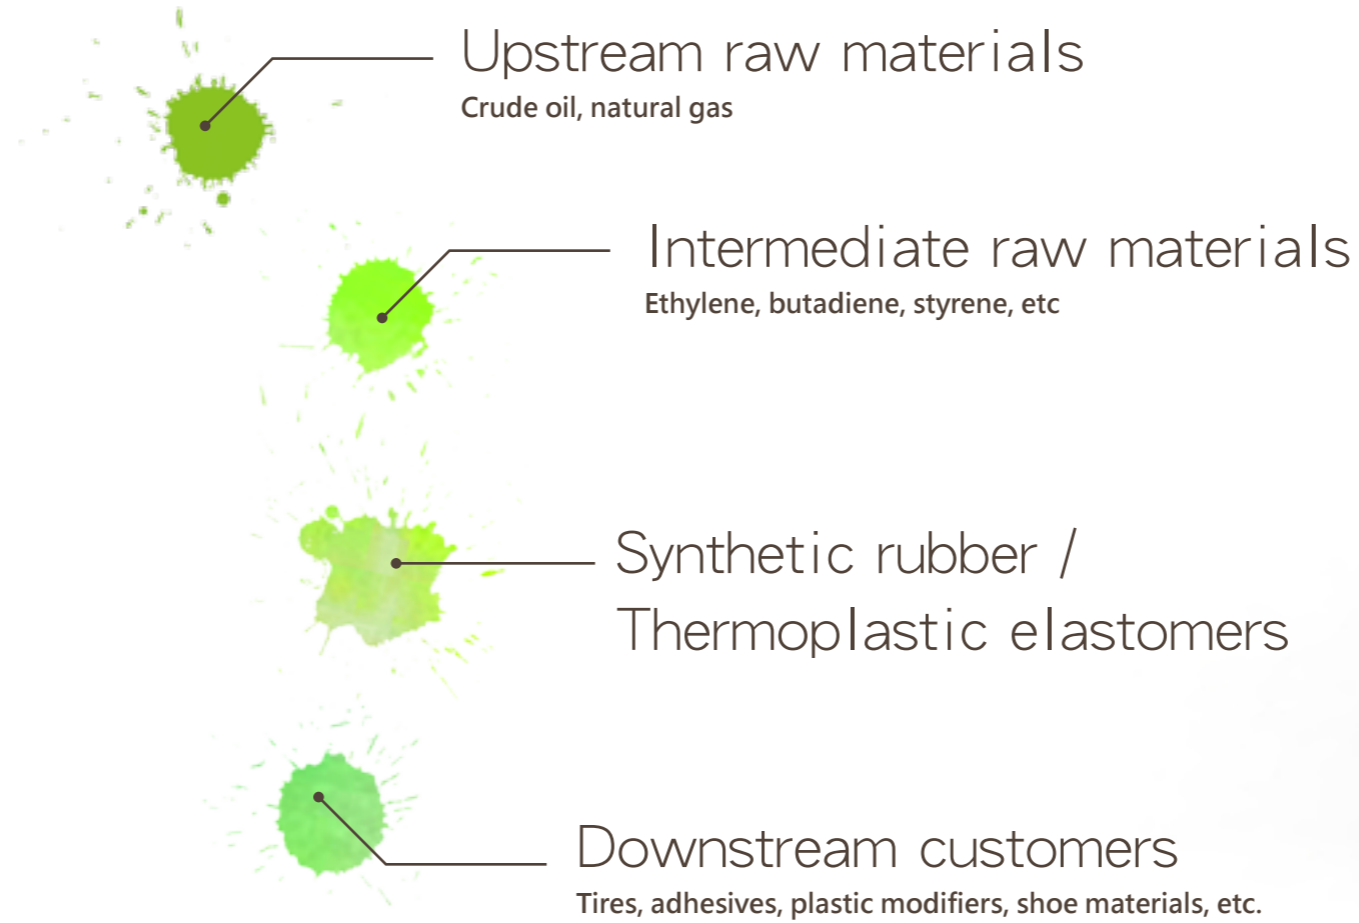 Upstream raw materials
Crude oil, natural gas
Intermediate raw materials
Ethylene, butadiene, styrene, etc
Synthetic rubber /
Thermoplastic elastomers
Downstream customers
Tires, adhesives, plastic modifiers, shoe materials, etc.